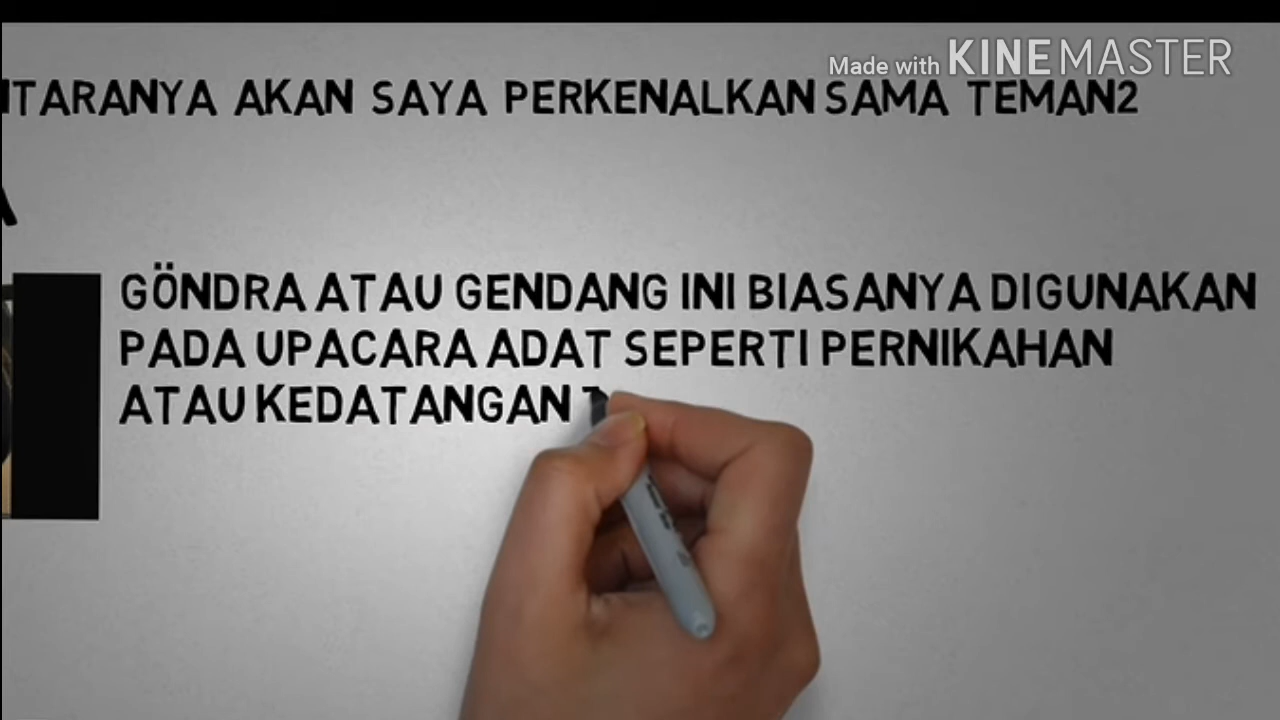 Made with KINEMASTER
NTARANYA AKAN SAYA PERKENALKAN SAMA TEMAN2
A
GÖNDRA ATAU GENDANG INI BIASANYA DIGUNAKAN
PADA UPACARA ADAT SEPERTI PERNIKAHAN
ATAU KEDATANGAN